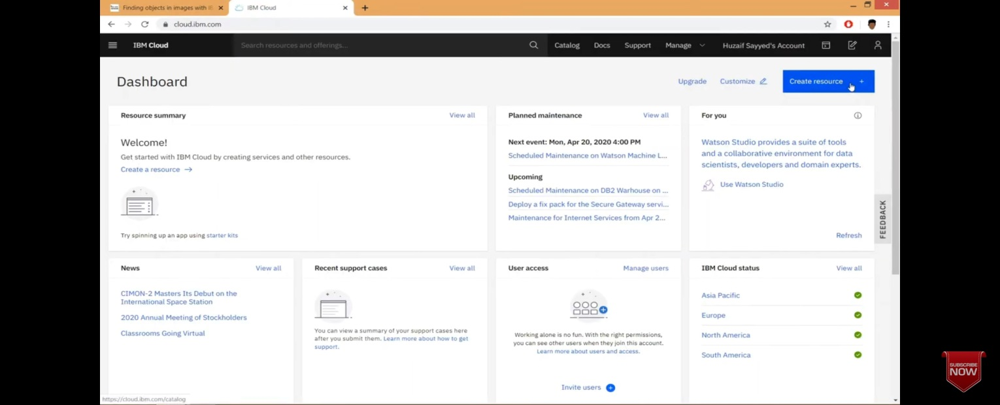 Finding objects in images with IB
IBM Cloud
cloud.ibm.com
IBM Cloud
Search resources and offerings...
Catalog
Docs
Support
Manage
Huzaif Sayyed's Account
Dashboard
Upgrade
Customize
Create resource +
Resource summary
View all
Welcome!
Get started with IBM Cloud by creating services and other resources.
Create a resource →
Try spinning up an app using starter kits
Planned maintenance
View all
Next event: Mon, Apr 20, 2020 4:00 PM
Scheduled Maintenance on Watson Machine L...
Upcoming
Scheduled Maintenance on DB2 Warhouse on ...
Deploy a fix pack for the Secure Gateway servi...
Maintenance for Internet Services from Apr 2...
For you
Watson Studio provides a suite of tools
and a collaborative environment for data
scientists, developers and domain experts.
Use Watson Studio
Refresh
FEEDBACK
News
View all
CIMON-2 Masters Its Debut on the
International Space Station
2020 Annual Meeting of Stockholders
Classrooms Going Virtual
Recent support cases
View all
You can view a summary of your support cases here
after you submit them. Learn more about how to get
support.
User access
Manage users
Working alone is no fun. With the right permissions,
you can see other users when they join this account.
Learn more about users and access.
Invite users
IBM Cloud status
View all
Asia Pacific
Europe
North America
South America
https://cloud.ibm.com/catalog
SUBSCRIBE
NOW